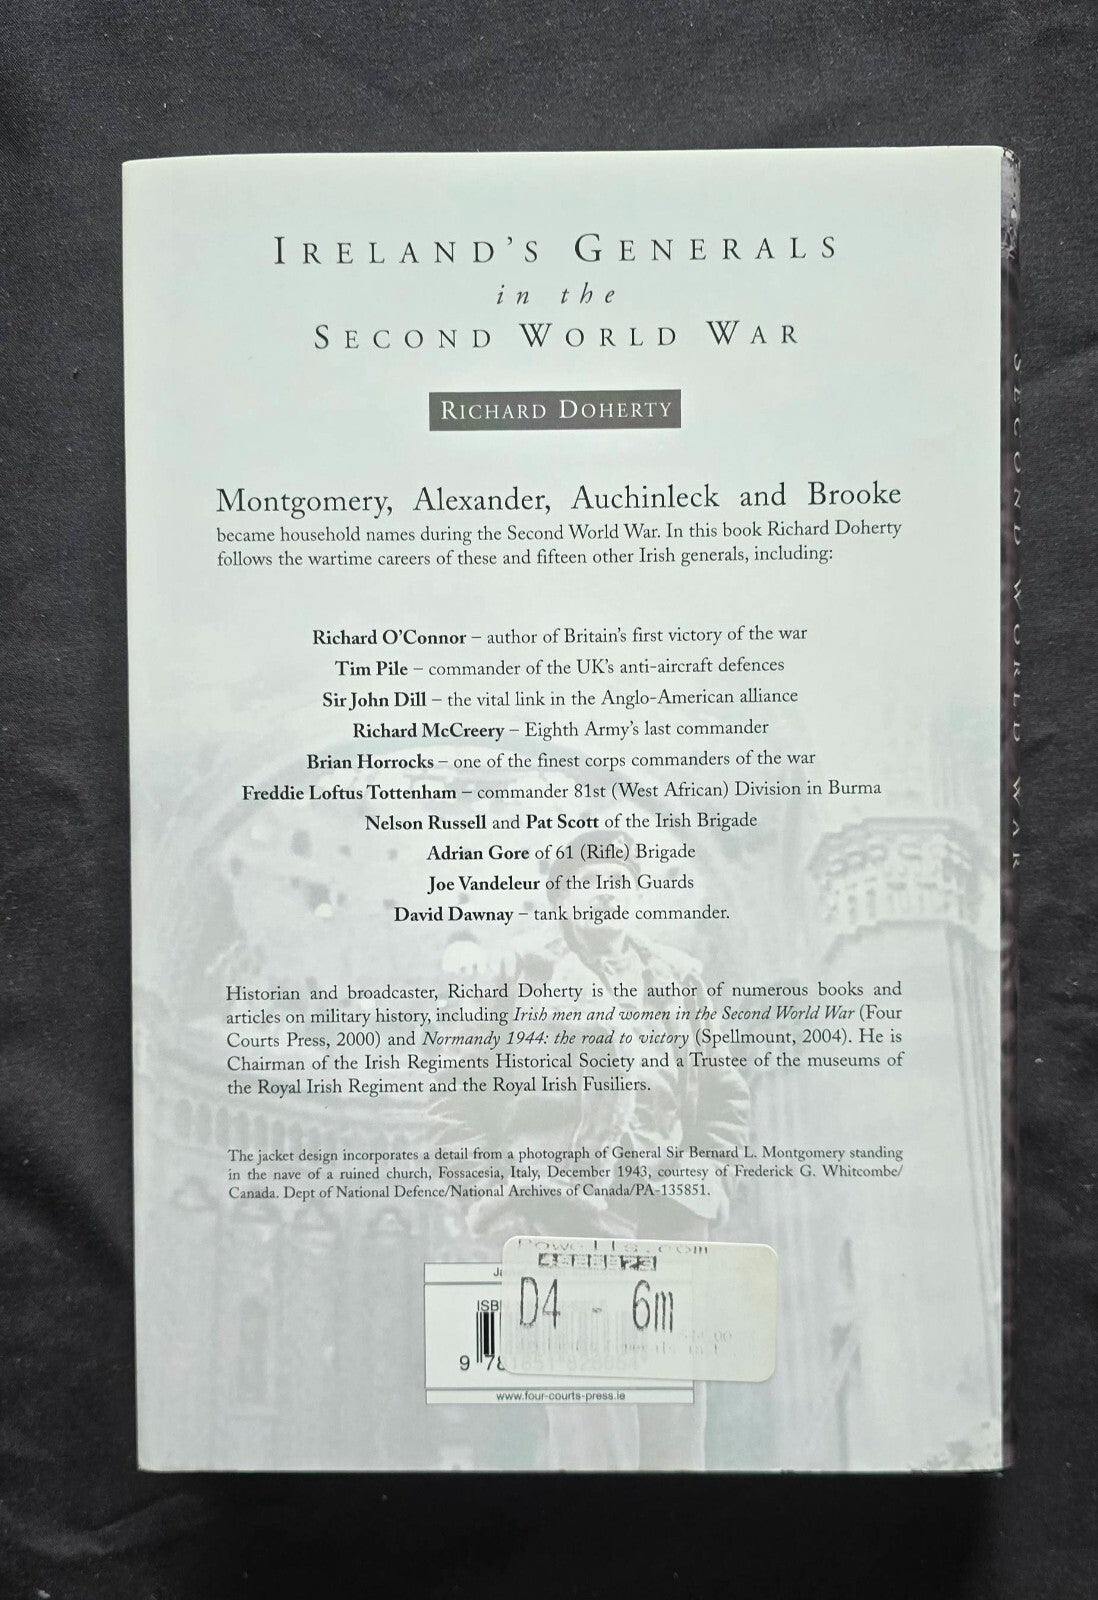 IRELAND'S GENERALS
in the
SECOND WORLD WAR
RICHARD DOHERTY
Montgomery, Alexander, Auchinleck and Brooke
became household names during the Second World War. In this book Richard Doherty
follows the wartime careers of these and fifteen other Irish generals, including:
Richard O'Connor – author of Britain's first victory of the war
Tim Pile – commander of the UK's anti-aircraft defences
Sir John Dill – the vital link in the Anglo-American alliance
Richard McCreery – Eighth Army's last commander
Brian Horrocks – one of the finest corps commanders of the war
Freddie Loftus Tottenham – commander 81st (West African) Division in Burma
Nelson Russell and Pat Scott of the Irish Brigade
Adrian Gore of 61 (Rifle) Brigade
Joe Vandeleur of the Irish Guards
David Dawnay – tank brigade commander.
Historian and broadcaster, Richard Doherty is the author of numerous books and
articles on military history, including Irish men and women in the Second World War (Four
Courts Press, 2000) and Normandy 1944: the road to victory (Spellmount, 2004). He is
Chairman of the Irish Regiments Historical Society and a Trustee of the museums of
the Royal Irish Regiment and the Royal Irish Fusiliers.
The jacket design incorporates a detail from a photograph of General Sir Bernard L. Montgomery standing
in the nave of a ruined church, Fossacesia, Italy, December 1943, courtesy of Frederick G. Whitcombe/
Canada. Dept of National Defence/National Archives of Canada/PA-135851.
Powells.com
D4 - 6m
ISB
9 78
www.four-courts-press.ie
SECOND WORLD WAR